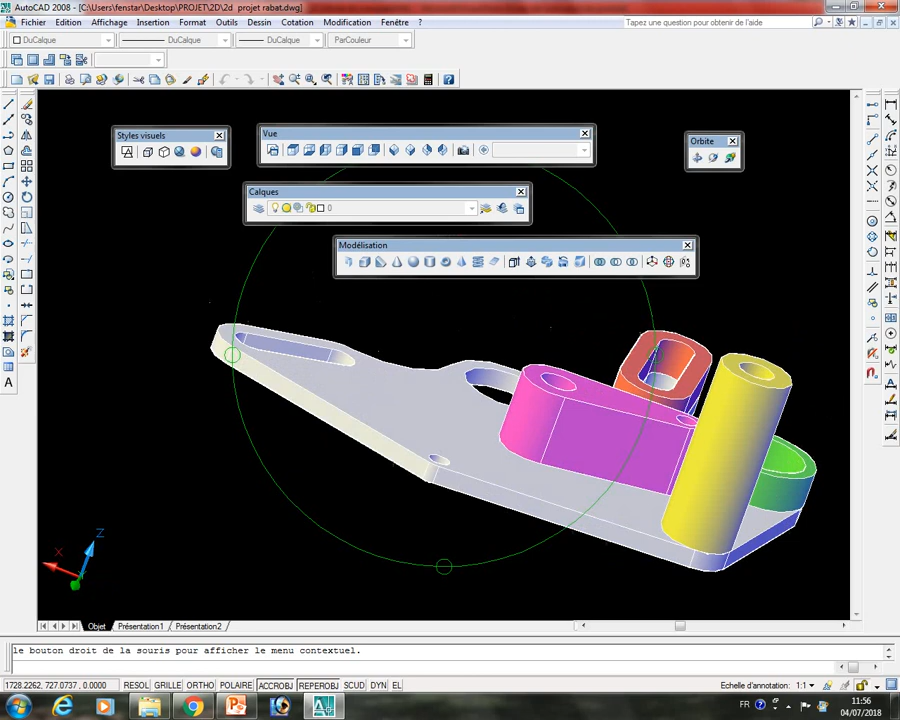 AutoCAD 2008 - [C:\Users\fenstar\Desktop\PROJET\2D\2d projet rabat.dwg]
Fichier Edition Affichage Insertion Format Outils Dessin Cotation Modification Fenêtre ?
Tapez une question pour obtenir de l'aide
DuCalque DuCalque DuCalque ParCouleur
Styles visuels
Vue
Orbite
Calques
0
Modélisation
Z
X
Objet Présentation1 Présentation2
le bouton droit de la souris pour afficher le menu contextuel.
1728.2262, 727.0737, 0.0000 RESOL GRILLE ORTHO POLAIRE ACCROBJ REPEROBJ SCUD DYN EL Echelle d'annotation: 1:1
FR
11:56
04/07/2018